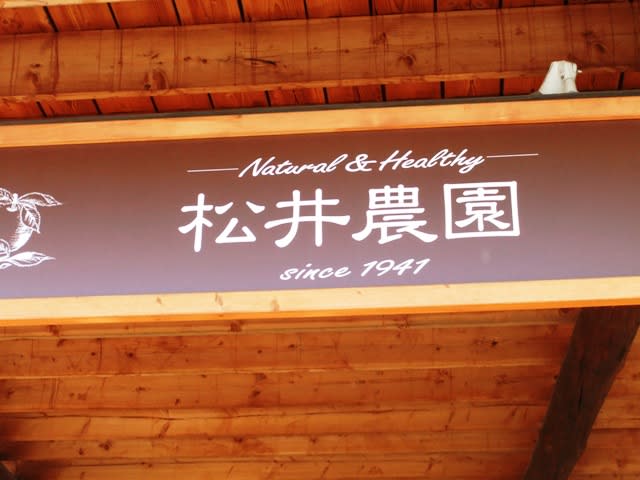 Natural & Healthy
松井農園
since 1941